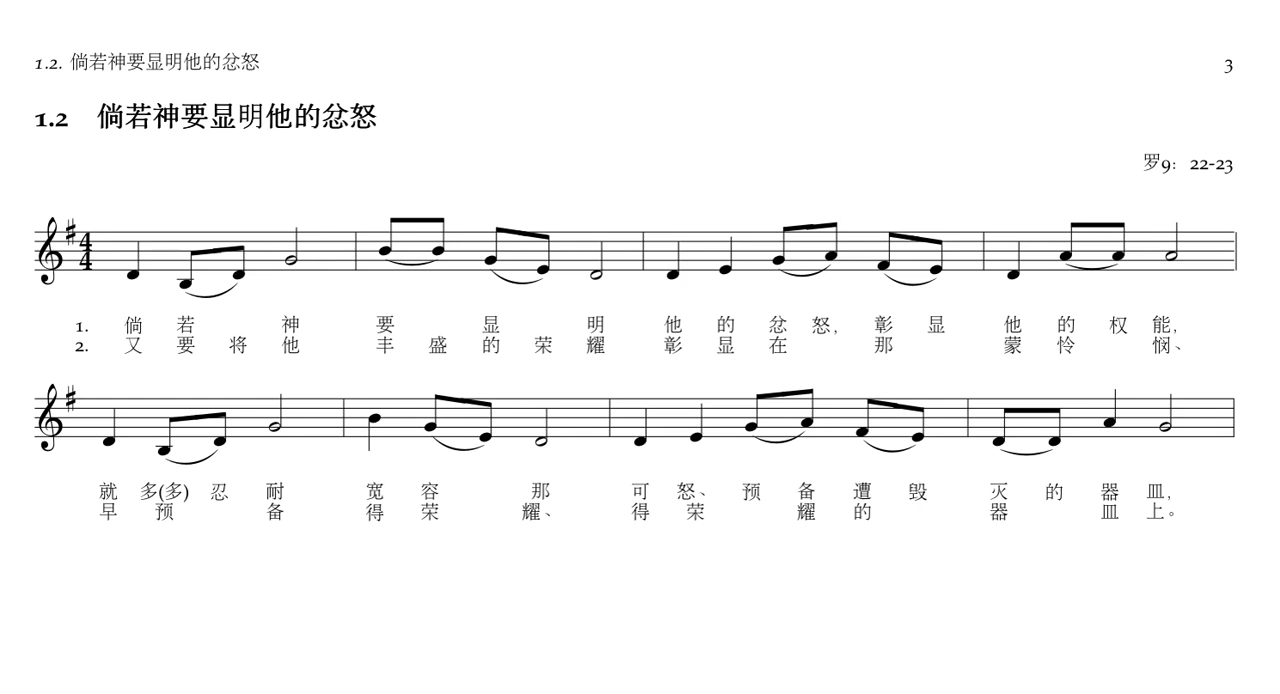 1.2. 倘若神要显明他的忿怒 3
1.2 倘若神要显明他的忿怒
罗9：22-23
1. 倘 若 神 要 显 明 他 的 忿 怒, 彰 显 他 的 权 能,
2. 又 要 将 他 丰 盛 的 荣 耀 彰 显 在 那 蒙 怜 悯、
就 多(多) 忍 耐 宽 容 那 可 怒、 预 备 遭 毁 灭 的 器 皿,
早 预 备 得 荣 耀、 得 荣 耀 的 器 皿 上。